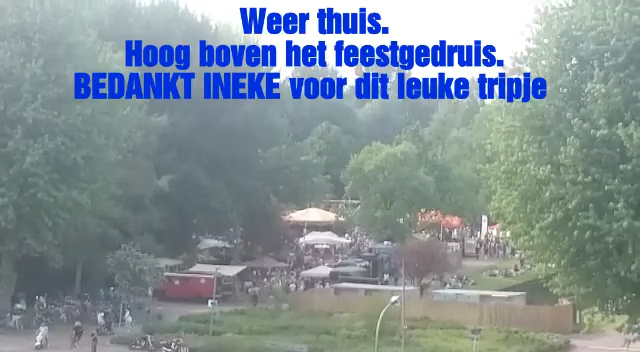 Weer thuis.
Hoog boven het feestgedruis.
BEDANKT INEKE voor dit leuke tripje